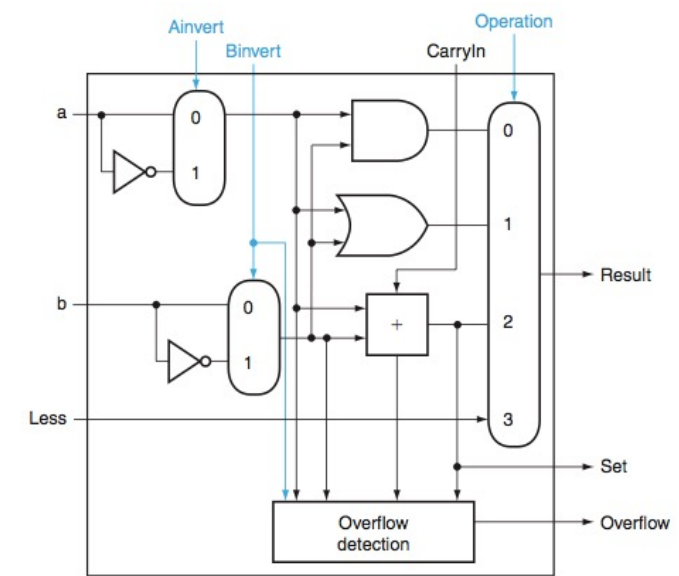 Operation
Ainvert
Binvert
CarryIn
a
0
0
1
1
Result
b
0
+
2
1
Less
3
Set
Overflow
detection
Overflow